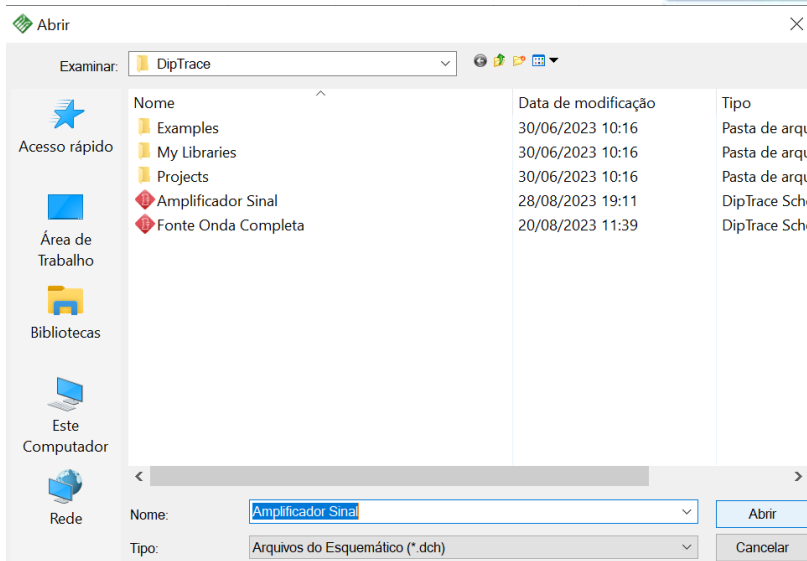 Abrir
Examinar: DipTrace
Nome Data de modificação Tipo
Examples 30/06/2023 10:16 Pasta de arqu
My Libraries 30/06/2023 10:16 Pasta de arqu
Projects 30/06/2023 10:16 Pasta de arqu
Amplificador Sinal 28/08/2023 19:11 DipTrace Sch
Fonte Onda Completa 20/08/2023 11:39 DipTrace Sch
Acesso rápido
Área de
Trabalho
Bibliotecas
Este
Computador
Rede
Nome: Amplificador Sinal Abrir
Tipo: Arquivos do Esquemático (*.dch) Cancelar